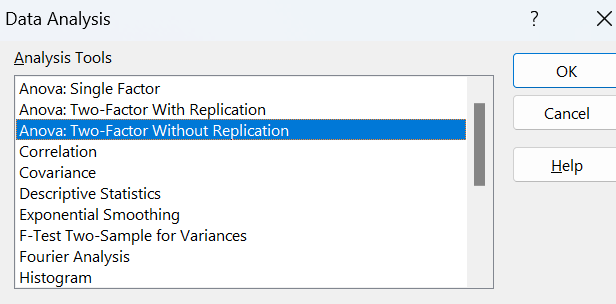 Data Analysis
?
Analysis Tools
Anova: Single Factor
Anova: Two-Factor With Replication
Anova: Two-Factor Without Replication
Correlation
Covariance
Descriptive Statistics
Exponential Smoothing
F-Test Two-Sample for Variances
Fourier Analysis
Histogram
OK
Cancel
Help